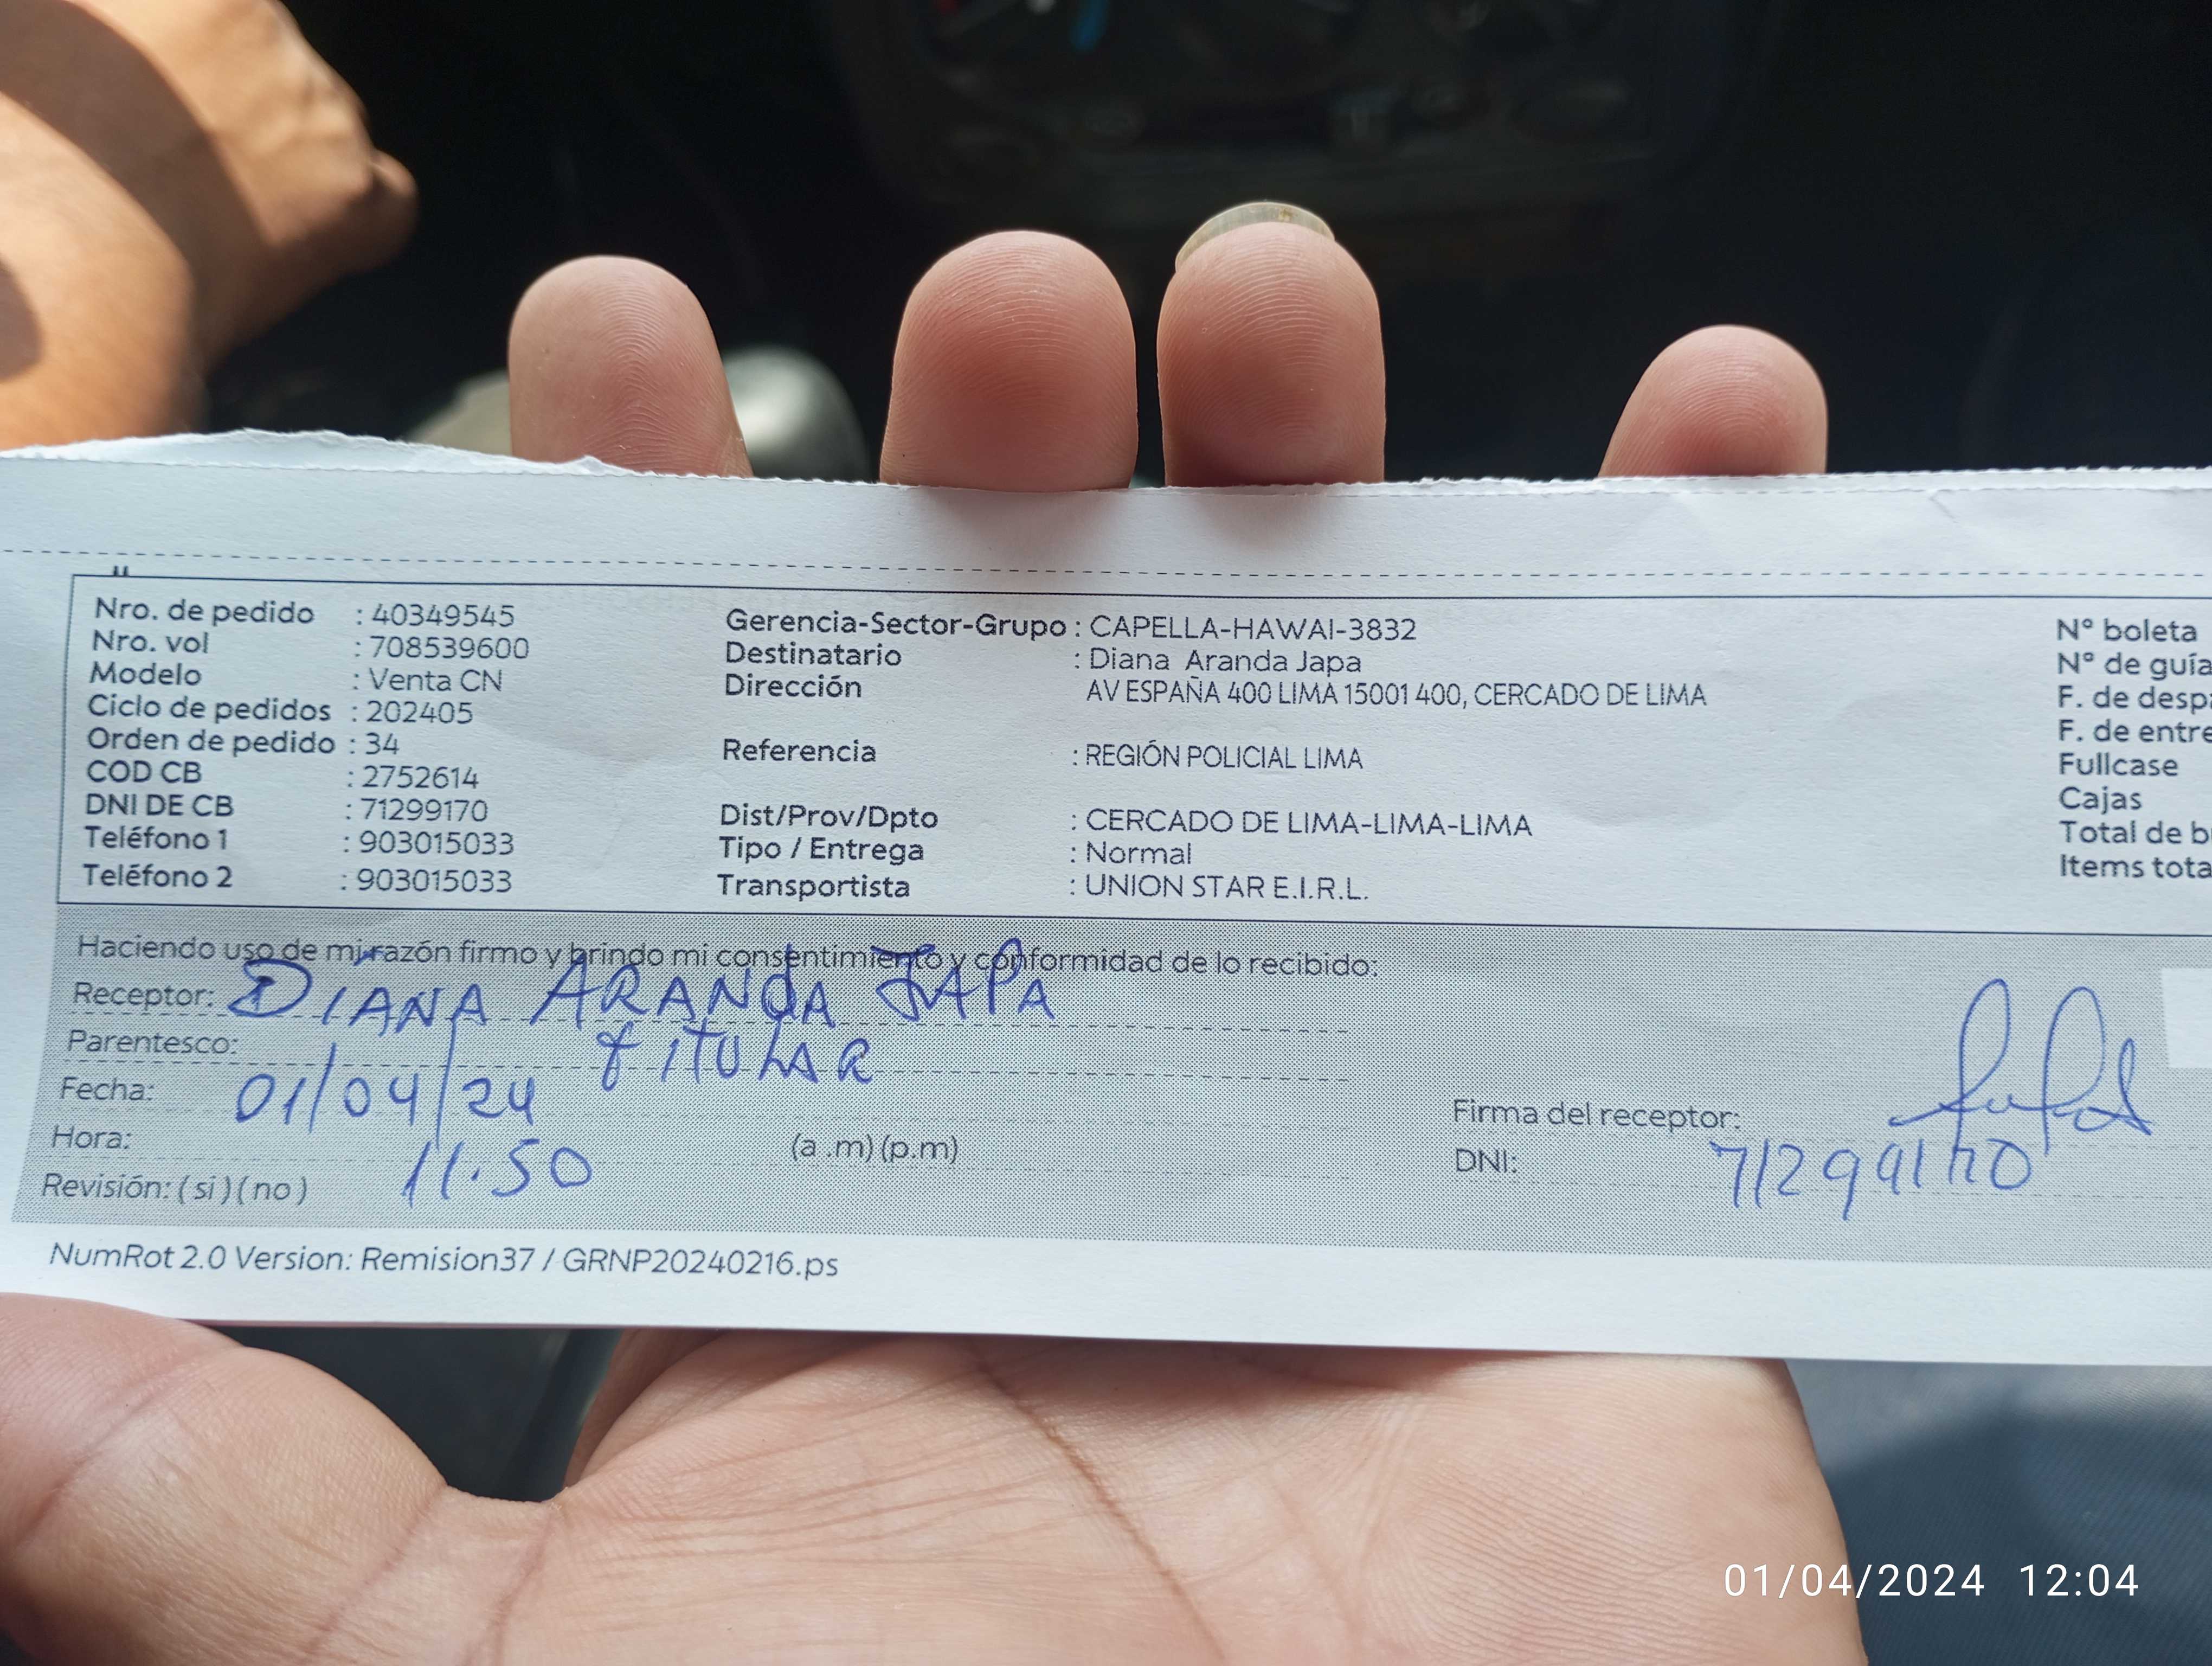 Nro. de pedido : 40349545
Nro. vol : 708539600
Modelo : Venta CN
Ciclo de pedidos : 202405
Orden de pedido : 34
COD CB : 2752614
DNI DE CB : 71299170
Teléfono 1 : 903015033
Teléfono 2 : 903015033
Gerencia-Sector-Grupo : CAPELLA-HAWAI-3832
Destinatario : Diana Aranda Japa
Dirección AV ESPAÑA 400 LIMA 15001 400, CERCADO DE LIMA
Referencia : REGIÓN POLICIAL LIMA
Dist/Prov/Dpto : CERCADO DE LIMA-LIMA-LIMA
Tipo / Entrega : Normal
Transportista : UNION STAR E.I.R.L.
N° boleta
N° de guía
F. de desp
F. de entre
Fullcase
Cajas
Total de b
Items tota
Haciendo uso de mi razón firmo y brindo mi consentimiento y conformidad de lo recibido:
Receptor: DIANA ARANDA JAPA
Parentesco: TITULAR
Fecha: 01/04/24
Hora: 11.50 (a .m) (p.m)
Revisión: ( si ) ( no )
Firma del receptor:
DNI: 71299170
NumRot 2.0 Version: Remision37 / GRNP20240216.ps
01/04/2024 12:04